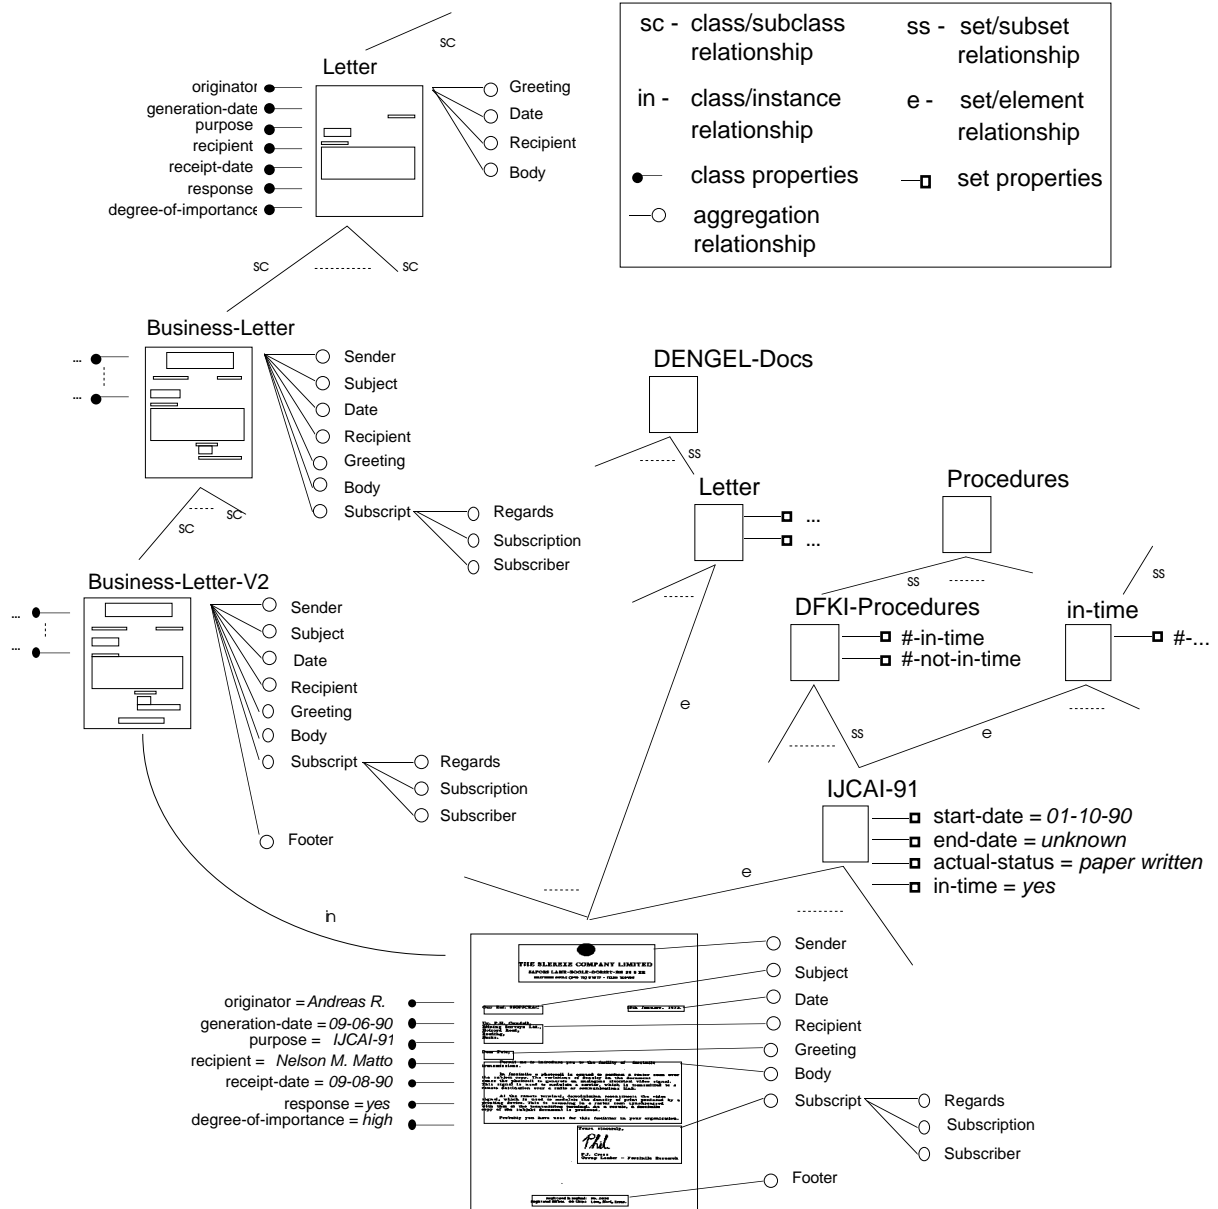 sc
Letter
originator
generation-date
purpose
recipient
receipt-date
response
degree-of-importance
Greeting
Date
Recipient
Body
sc - class/subclass
relationship
ss - set/subset
relationship
in - class/instance
relationship
e - set/element
relationship
class properties
set properties
aggregation
relationship
sc
sc
Business-Letter
...
...
Sender
Subject
Date
Recipient
Greeting
Body
Subscript
Regards
Subscription
Subscriber
sc
sc
Business-Letter-V2
...
...
Sender
Subject
Date
Recipient
Greeting
Body
Subscript
Regards
Subscription
Subscriber
Footer
in
DENGEL-Docs
ss
Letter
...
...
e
Procedures
ss
ss
DFKI-Procedures
#-in-time
#-not-in-time
in-time
#-...
ss
e
IJCAI-91
start-date = 01-10-90
end-date = unknown
actual-status = paper written
in-time = yes
e
originator = Andreas R.
generation-date = 09-06-90
purpose = IJCAI-91
recipient = Nelson M. Matto
receipt-date = 09-08-90
response = yes
degree-of-importance = high
THE SLEREXE COMPANY LIMITED
Phil
Sender
Subject
Date
Recipient
Greeting
Body
Subscript
Regards
Subscription
Subscriber
Footer